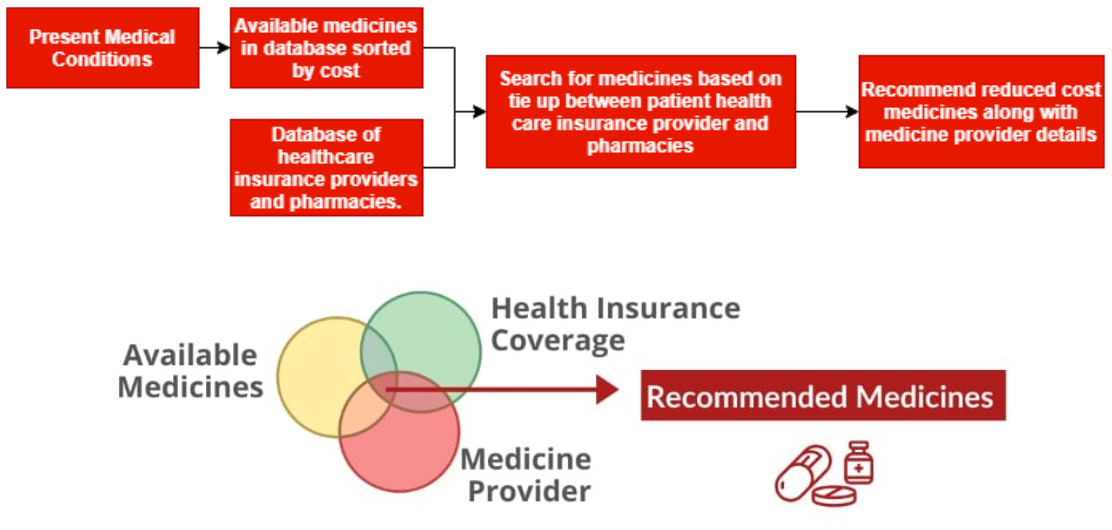 Present Medical
Conditions
Available medicines
in database sorted
by cost
Database of
healthcare
insurance providers
and pharmacies.
Search for medicines based on
tie up between patient health
care insurance provider and
pharmacies
Recommend reduced cost
medicines along with
medicine provider details
Health Insurance
Coverage
Available
Medicines
Recommended Medicines
Medicine
Provider